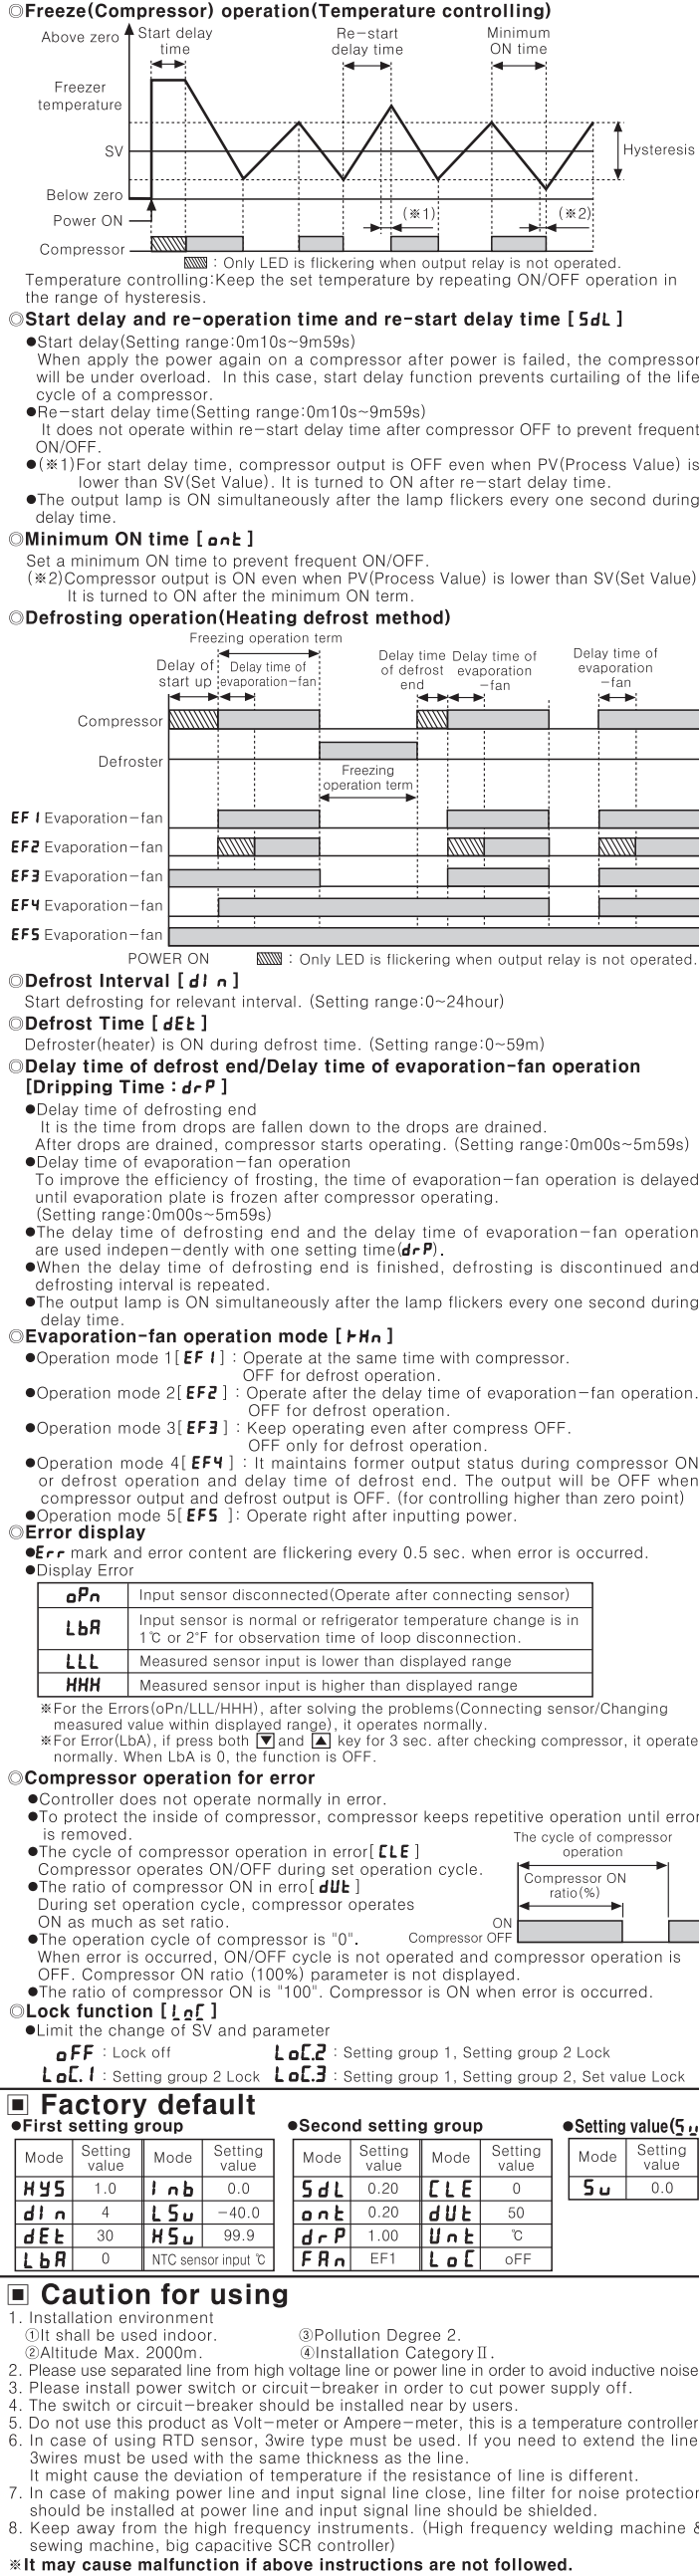 ◎Freeze(Compressor) operation(Temperature controlling)
Above zero
Start delay
time
Re-start
delay time
Minimum
ON time
Freezer
temperature
SV
Hysteresis
Below zero
Power ON
(※1)
(※2)
Compressor
: Only LED is flickering when output relay is not operated.
Temperature controlling:Keep the set temperature by repeating ON/OFF operation in
the range of hysteresis.
◎Start delay and re-operation time and re-start delay time [ SdL ]
●Start delay(Setting range:0m10s~9m59s)
When apply the power again on a compressor after power is failed, the compressor
will be under overload. In this case, start delay function prevents curtailing of the life
cycle of a compressor.
●Re-start delay time(Setting range:0m10s~9m59s)
It does not operate within re-start delay time after compressor OFF to prevent frequent
ON/OFF.
●(※1)For start delay time, compressor output is OFF even when PV(Process Value) is
lower than SV(Set Value). It is turned to ON after re-start delay time.
●The output lamp is ON simultaneously after the lamp flickers every one second during
delay time.
◎Minimum ON time [ ont ]
Set a minimum ON time to prevent frequent ON/OFF.
(※2)Compressor output is ON even when PV(Process Value) is lower than SV(Set Value)
It is turned to ON after the minimum ON term.
◎Defrosting operation(Heating defrost method)
Freezing operation term
Delay of
start up
Delay time of
evaporation-fan
Delay time
of defrost
end
Delay time of
evaporation
-fan
Delay time of
evaporation
-fan
Compressor
Defroster
Freezing
operation term
EF1 Evaporation-fan
EF2 Evaporation-fan
EF3 Evaporation-fan
EF4 Evaporation-fan
EF5 Evaporation-fan
POWER ON
: Only LED is flickering when output relay is not operated.
◎Defrost Interval [ dIn ]
Start defrosting for relevant interval. (Setting range:0~24hour)
◎Defrost Time [ dEt ]
Defroster(heater) is ON during defrost time. (Setting range:0~59m)
◎Delay time of defrost end/Delay time of evaporation-fan operation
[Dripping Time : drP ]
●Delay time of defrosting end
It is the time from drops are fallen down to the drops are drained.
After drops are drained, compressor starts operating. (Setting range:0m00s~5m59s)
●Delay time of evaporation-fan operation
To improve the efficiency of frosting, the time of evaporation-fan operation is delayed
until evaporation plate is frozen after compressor operating.
(Setting range:0m00s~5m59s)
●The delay time of defrosting end and the delay time of evaporation-fan operation
are used indepen-dently with one setting time(drP).
●When the delay time of defrosting end is finished, defrosting is discontinued and
defrosting interval is repeated.
●The output lamp is ON simultaneously after the lamp flickers every one second during
delay time.
◎Evaporation-fan operation mode [ ]
●Operation mode 1[ EF1 ] : Operate at the same time with compressor.
OFF for defrost operation.
●Operation mode 2[ EF2 ] : Operate after the delay time of evaporation-fan operation.
OFF for defrost operation.
●Operation mode 3[ EF3 ] : Keep operating even after compress OFF.
OFF only for defrost operation.
●Operation mode 4[ EF4 ] : It maintains former output status during compressor ON
or defrost operation and delay time of defrost end. The output will be OFF when
compressor output and defrost output is OFF. (for controlling higher than zero point)
●Operation mode 5[ EF5 ]: Operate right after inputting power.
◎Error display
●Err mark and error content are flickering every 0.5 sec. when error is occurred.
●Display Error
oPn Input sensor disconnected(Operate after connecting sensor)
LbA Input sensor is normal or refrigerator temperature change is in
1℃ or 2°F for observation time of loop disconnection.
LLL Measured sensor input is lower than displayed range
HHH Measured sensor input is higher than displayed range
※For the Errors(oPn/LLL/HHH), after solving the problems(Connecting sensor/Changing
measured value within displayed range), it operates normally.
※For Error(LbA), if press both ▼ and ▲ key for 3 sec. after checking compressor, it operate
normally. When LbA is 0, the function is OFF.
◎Compressor operation for error
●Controller does not operate normally in error.
●To protect the inside of compressor, compressor keeps repetitive operation until error
is removed.
●The cycle of compressor operation in error[ CLE ]
Compressor operates ON/OFF during set operation cycle.
●The ratio of compressor ON in erro[ dUt ]
During set operation cycle, compressor operates
ON as much as set ratio.
The cycle of compressor
operation
Compressor ON
ratio(%)
ON
Compressor OFF
●The operation cycle of compressor is "0".
When error is occurred, ON/OFF cycle is not operated and compressor operation is
OFF. Compressor ON ratio (100%) parameter is not displayed.
●The ratio of compressor ON is "100". Compressor is ON when error is occurred.
◎Lock function [ LoC ]
●Limit the change of SV and parameter
oFF : Lock off LoC.2 : Setting group 1, Setting group 2 Lock
LoC.1 : Setting group 2 Lock LoC.3 : Setting group 1, Setting group 2, Set value Lock
▣ Factory default
●First setting group
Mode Setting value Mode Setting value
HYS 1.0 Inb 0.0
dIn 4 LSv -40.0
dEt 30 HSv 99.9
LbA 0 NTC sensor input ℃
●Second setting group
Mode Setting value Mode Setting value
SdL 0.20 CLE 0
ont 0.20 dUt 50
drP 1.00 Unt ℃
FAn EF1 LoC oFF
●Setting value(Sv
Mode Setting value
Sv 0.0
▣ Caution for using
1. Installation environment
①It shall be used indoor. ③Pollution Degree 2.
②Altitude Max. 2000m. ④Installation Category Ⅱ.
2. Please use separated line from high voltage line or power line in order to avoid inductive noise
3. Please install power switch or circuit-breaker in order to cut power supply off.
4. The switch or circuit-breaker should be installed near by users.
5. Do not use this product as Volt-meter or Ampere-meter, this is a temperature controller
6. In case of using RTD sensor, 3wire type must be used. If you need to extend the line
3wires must be used with the same thickness as the line.
It might cause the deviation of temperature if the resistance of line is different.
7. In case of making power line and input signal line close, line filter for noise protection
should be installed at power line and input signal line should be shielded.
8. Keep away from the high frequency instruments. (High frequency welding machine &
sewing machine, big capacitive SCR controller)
※It may cause malfunction if above instructions are not followed.